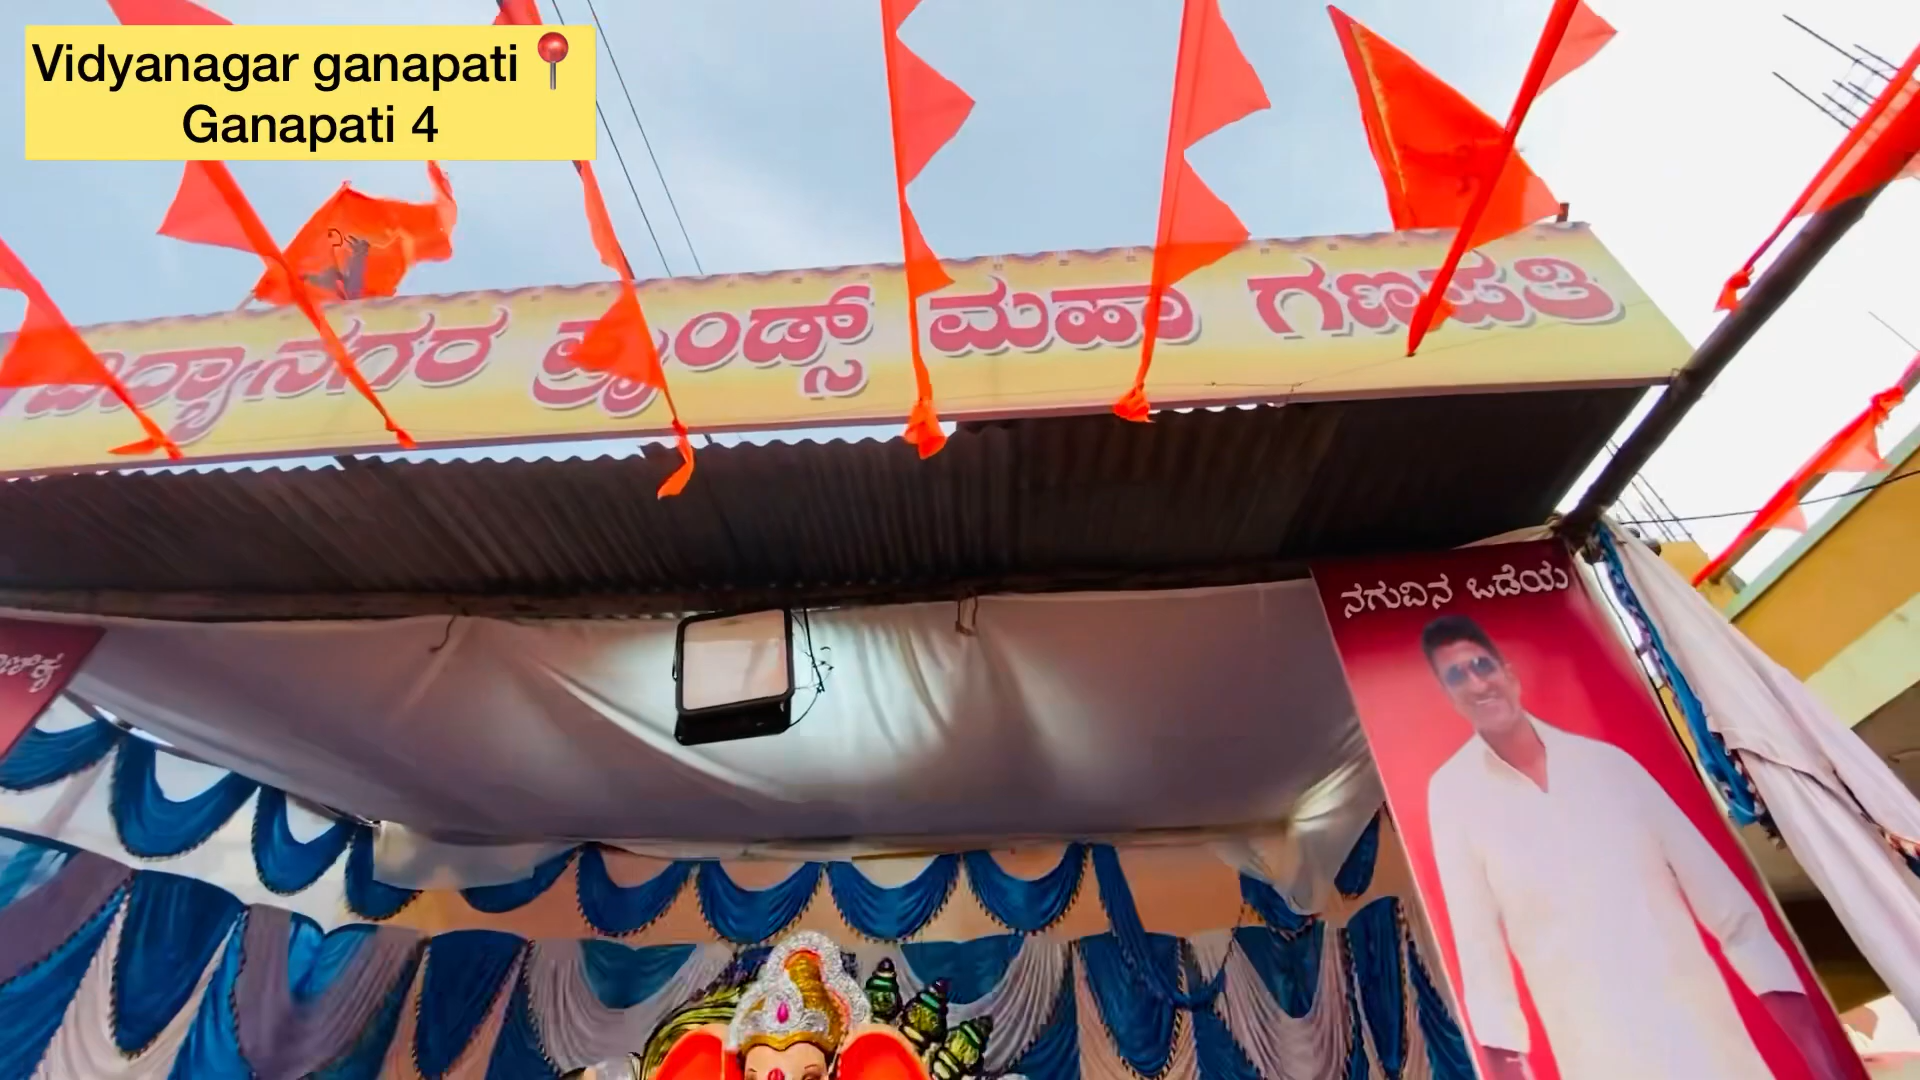 Vidyanagar ganapati📍
Ganapati 4
ವಿದ್ಯಾನಗರ ಫ್ರೆಂಡ್ಸ್ ಮಹಾ ಗಣಪತಿ
ನಗುವಿನ ಒಡೆಯ